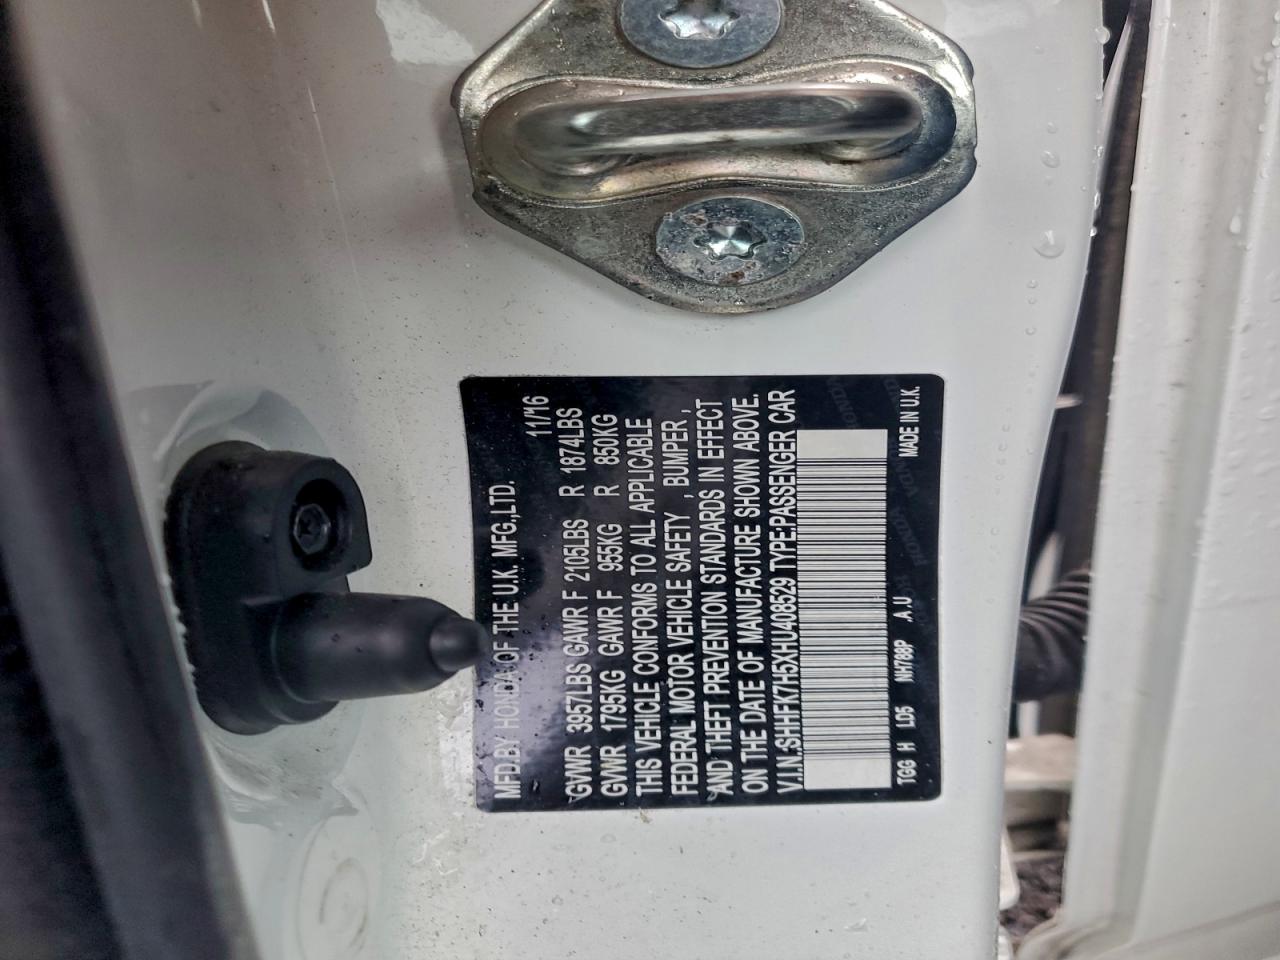 MFD.BY HONDA OF THE U.K. MFG.,LTD. 11/16
GVWR 3957LBS GAWR F 2105LBS R 1874LBS
GVWR 1795KG GAWR F 955KG R 850KG
THIS VEHICLE CONFORMS TO ALL APPLICABLE
FEDERAL MOTOR VEHICLE SAFETY , BUMPER ,
AND THEFT PREVENTION STANDARDS IN EFFECT
ON THE DATE OF MANUFACTURE SHOWN ABOVE.
V.I.N.:SHHFK7H5XHU408529 TYPE:PASSENGER CAR
TGG H LD5 NH788P A.U MADE IN U.K.